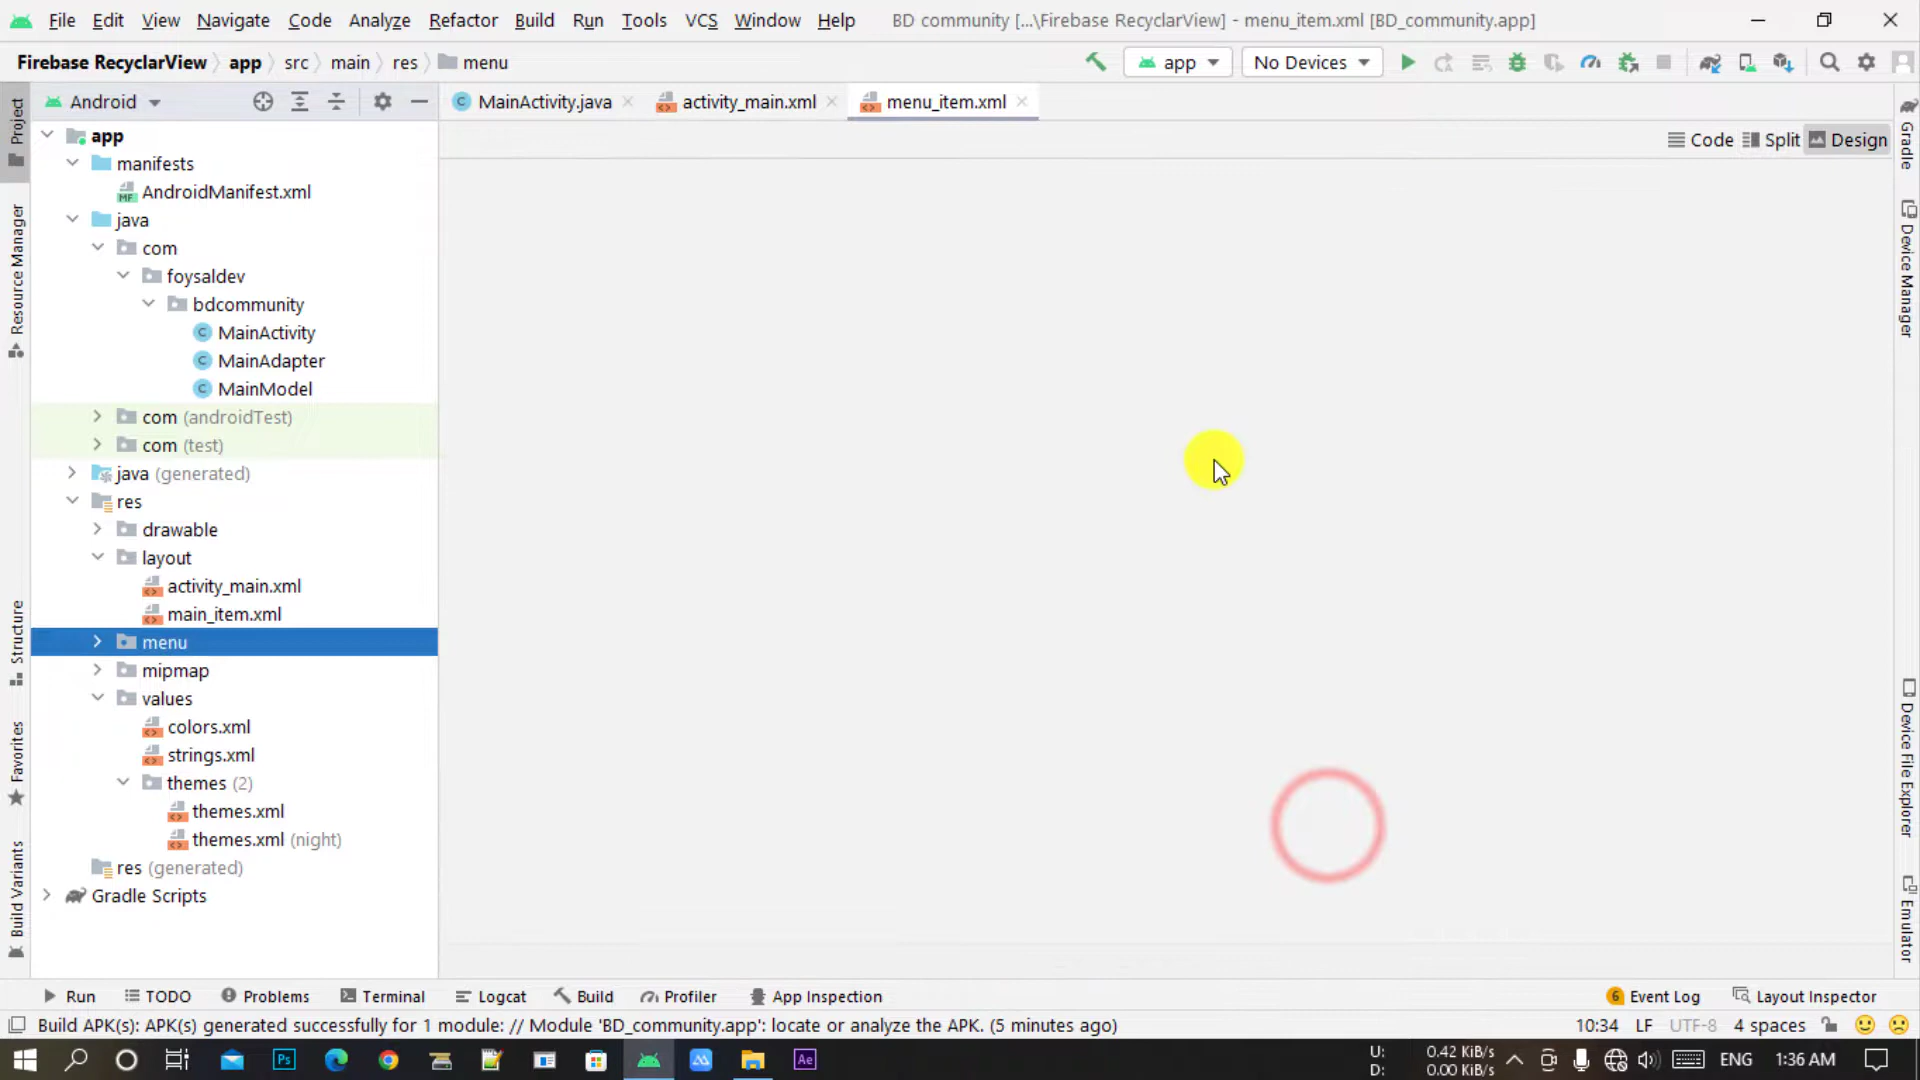 File Edit View Navigate Code Analyze Refactor Build Run Tools VCS Window Help BD community [...\Firebase RecyclarView] - menu_item.xml [BD_community.app]
Firebase RecyclarView app src main res menu app No Devices
Android MainActivity.java activity_main.xml menu_item.xml
Code Split Design
app
manifests
AndroidManifest.xml
java
com
foysaldev
bdcommunity
MainActivity
MainAdapter
MainModel
com (androidTest)
com (test)
java (generated)
res
drawable
layout
activity_main.xml
main_item.xml
menu
mipmap
values
colors.xml
strings.xml
themes (2)
themes.xml
themes.xml (night)
res (generated)
Gradle Scripts
Project
Resource Manager
Structure
Favorites
Build Variants
Gradle
Device Manager
Device File Explorer
Emulator
Run TODO Problems Terminal Logcat Build Profiler App Inspection 6 Event Log Layout Inspector
Build APK(s): APK(s) generated successfully for 1 module: // Module 'BD_community.app': locate or analyze the APK. (5 minutes ago) 10:34 LF UTF-8 4 spaces
Ps Ae
U: 0.42 KiB/s
D: 0.00 KiB/s
ENG 1:36 AM